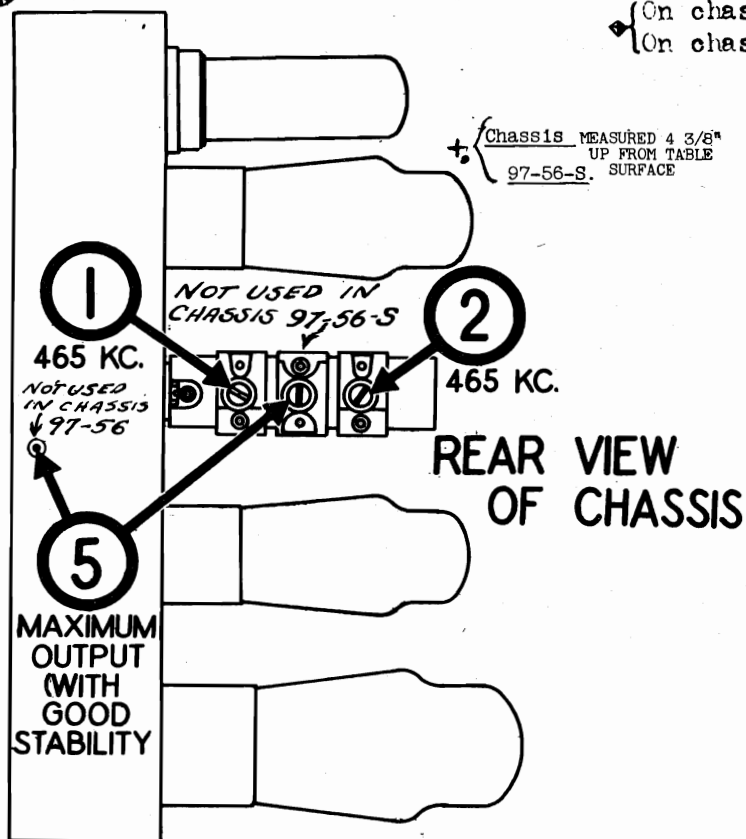 On chas
On chas
Chassis MEASURED 4 3/8"
UP FROM TABLE
97-56-S. SURFACE
1
NOT USED IN
CHASSIS 97-56-S
2
465 KC.
465 KC.
NOT USED
IN CHASSIS
97-56
REAR VIEW
OF CHASSIS
5
MAXIMUM
OUTPUT
(WITH
GOOD
STABILITY